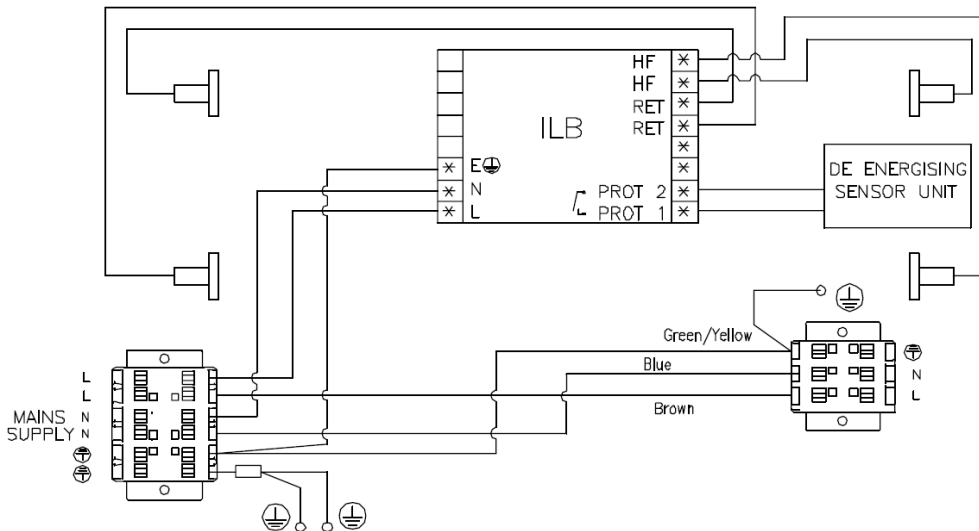 HF
HF
RET
RET
ILB
E
N
L
PROT 2
PROT 1
DE ENERGISING
SENSOR UNIT
Green/Yellow
Blue
Brown
N
L
L
L
MAINS
SUPPLY
N
N